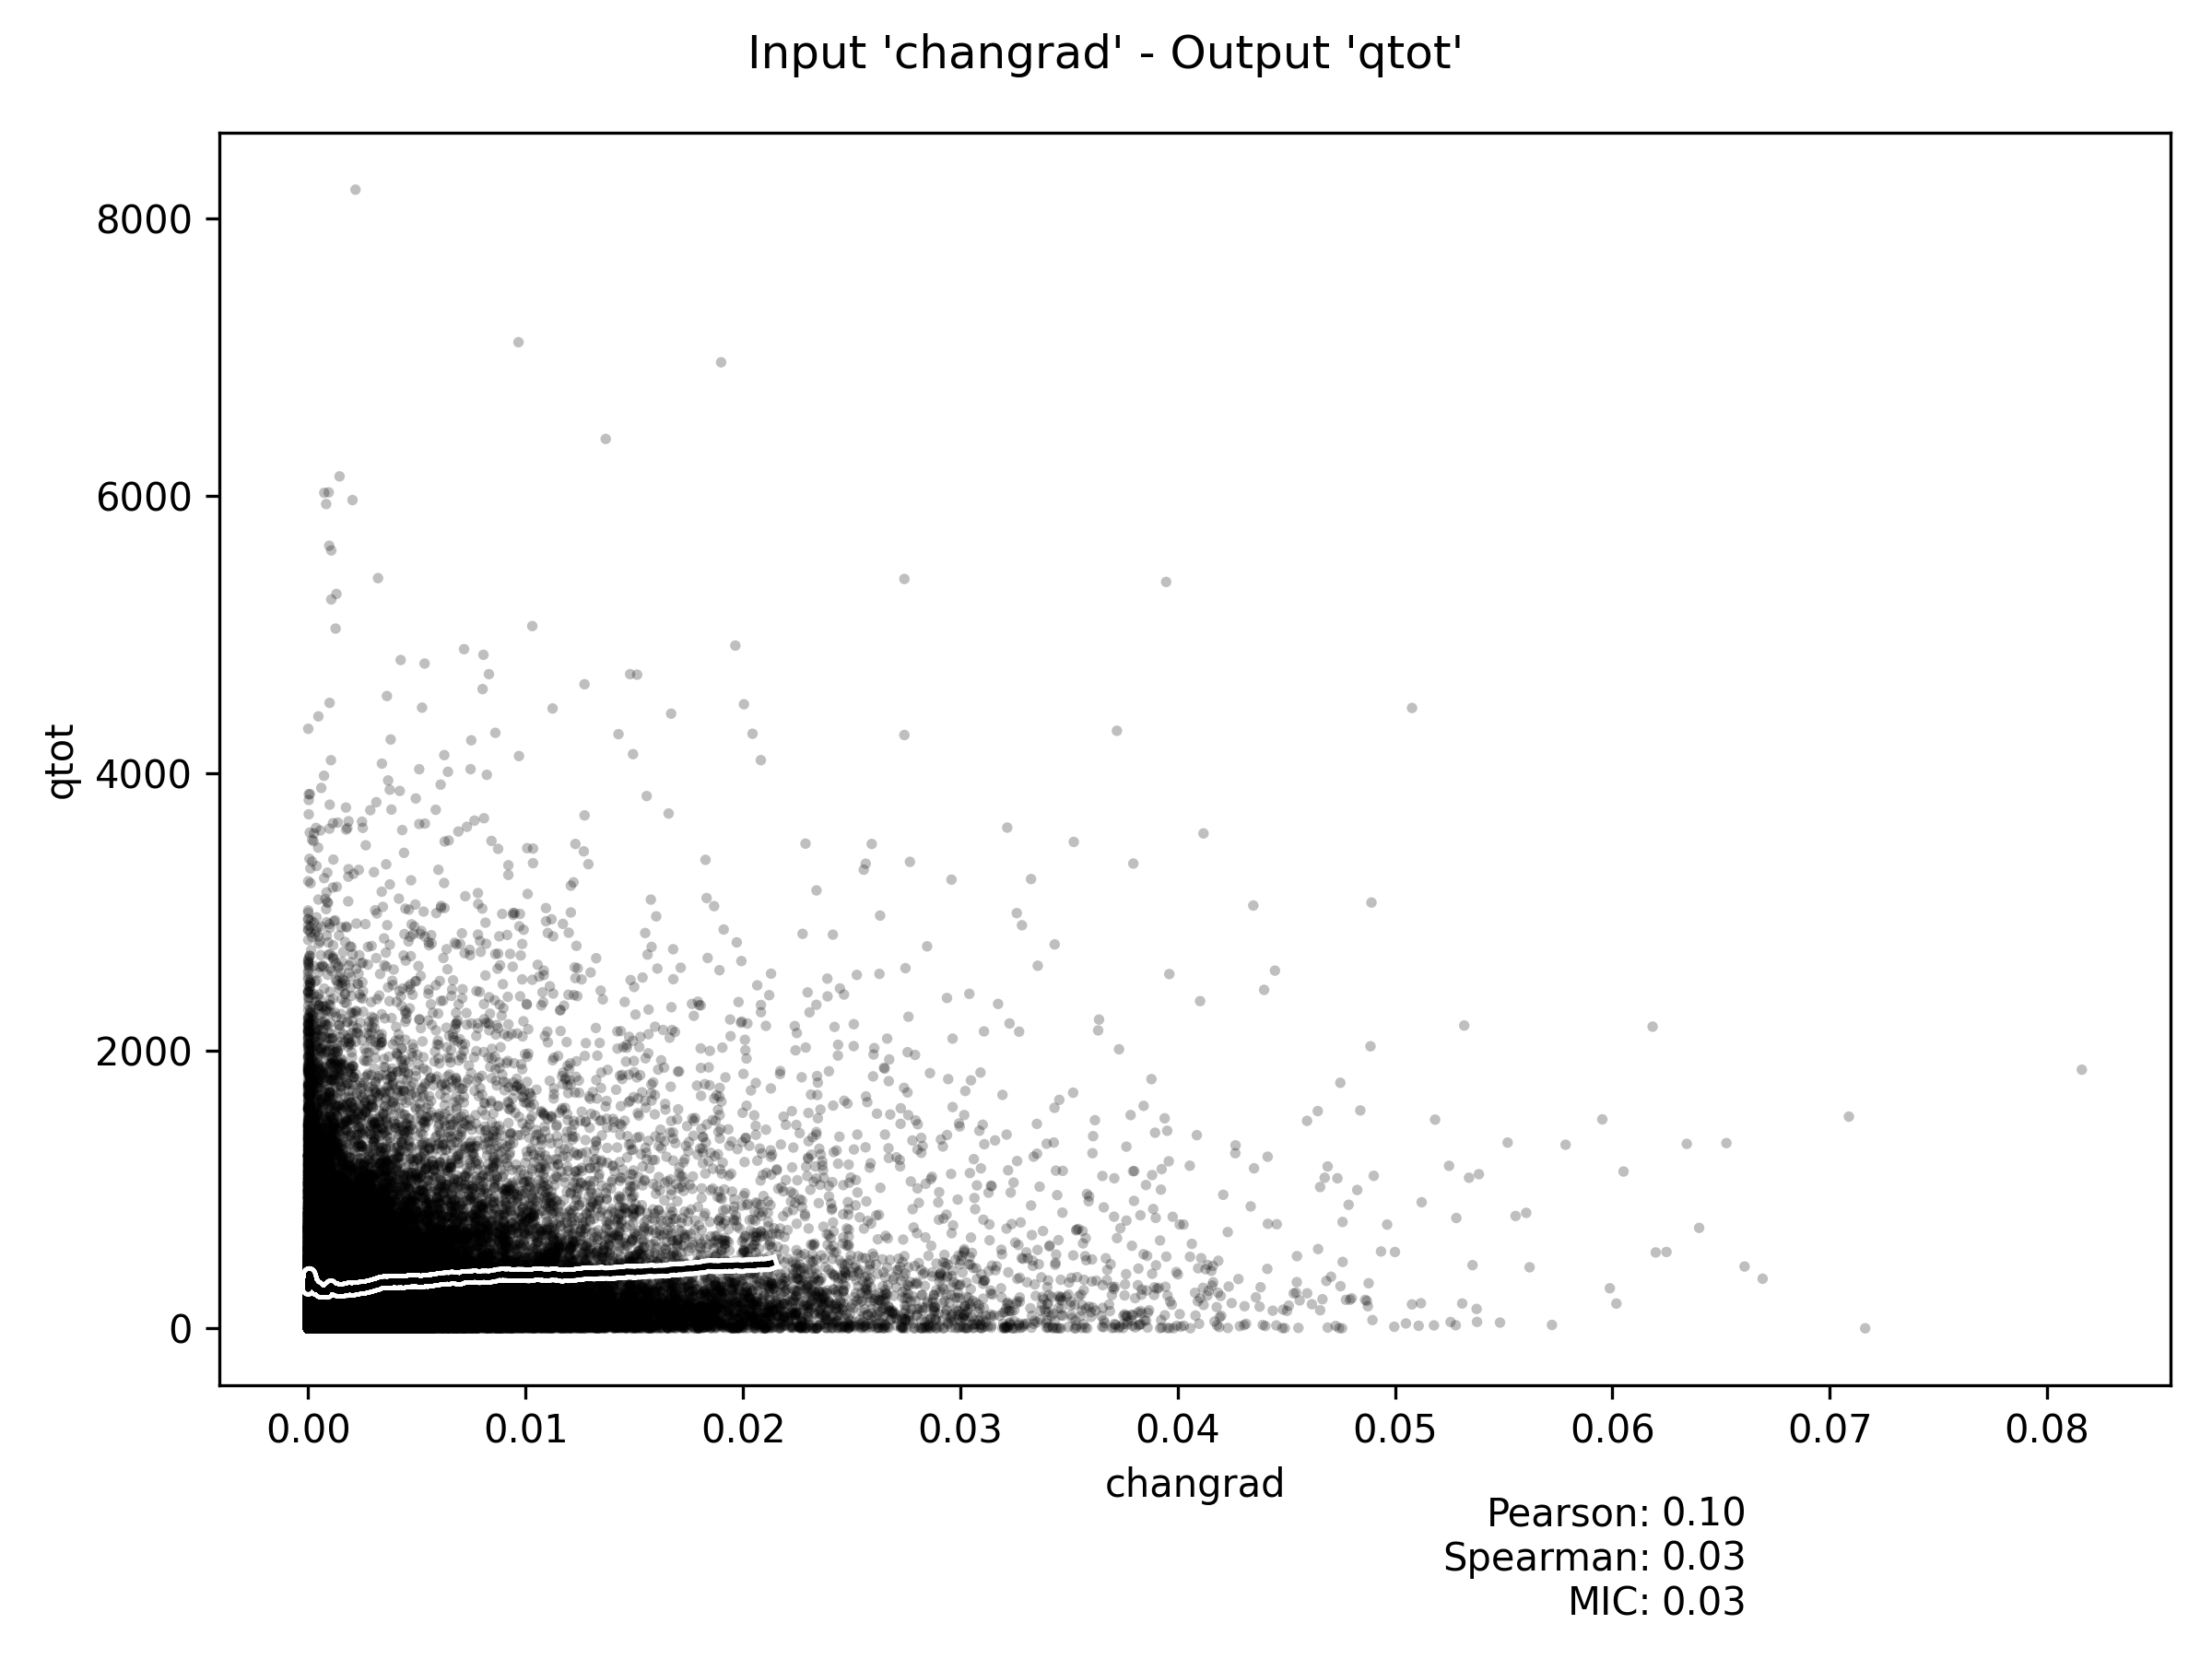 Input 'changrad' - Output 'qtot'
8000
6000
4000
2000
0
qtot
0.00 0.01 0.02 0.03 0.04 0.05 0.06 0.07 0.08
changrad
Pearson: 0.10
Spearman: 0.03
MIC: 0.03